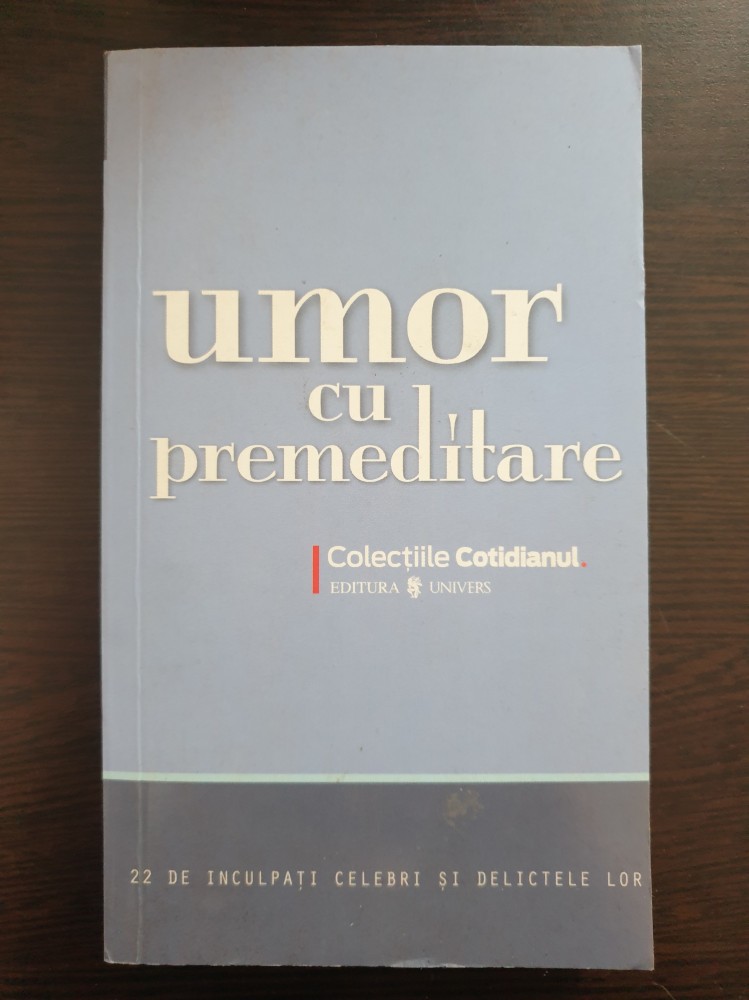 umor
cu
premeditare
Colecțiile Cotidianul.
EDITURA UNIVERS
22 DE INCULPAȚI CELEBRI ȘI DELICTELE LOR